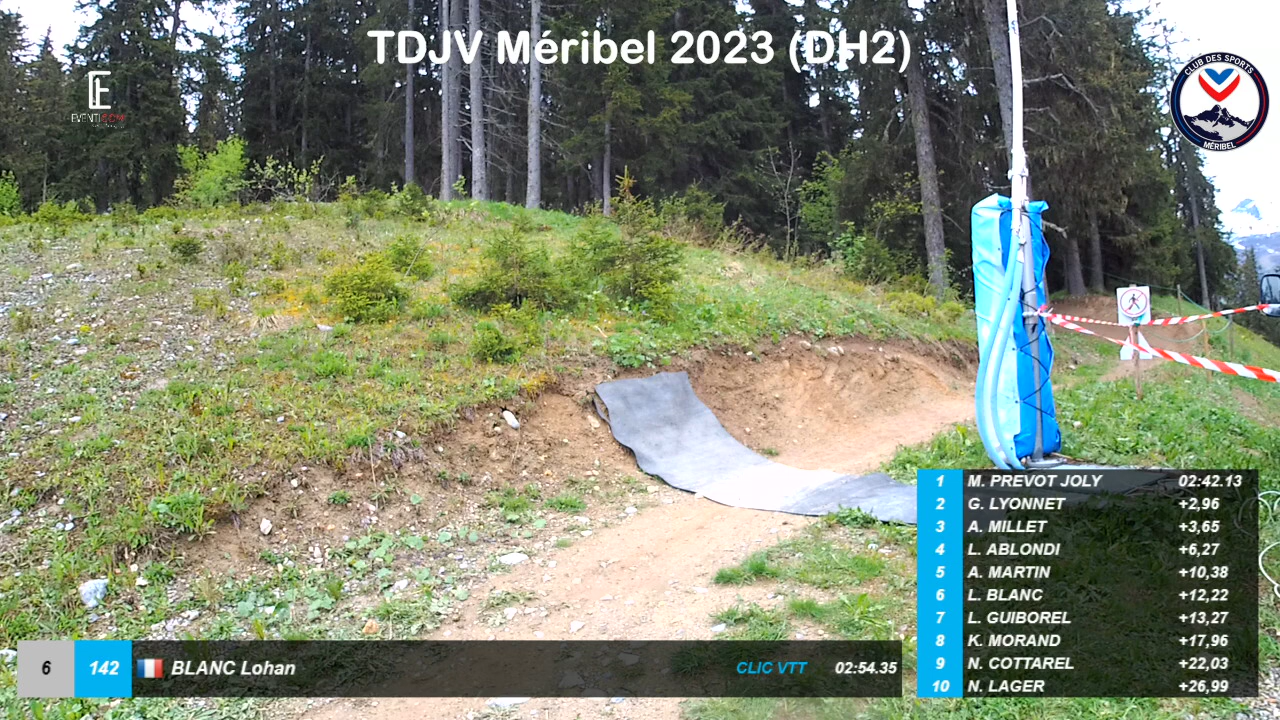 TDJV Méribel 2023 (DH2)
CLUB DES SPORTS
MÉRIBEL
EVENTICOM
1 M. PREVOT JOLY 02:42.13
2 G. LYONNET +2,96
3 A. MILLET +3,65
4 L. ABLONDI +6,27
5 A. MARTIN +10,38
6 L. BLANC +12,22
7 L. GUIBOREL +13,27
8 K. MORAND +17,96
9 N. COTTAREL +22,03
10 N. LAGER +26,99
6 142 BLANC Lohan CLIC VTT 02:54.35